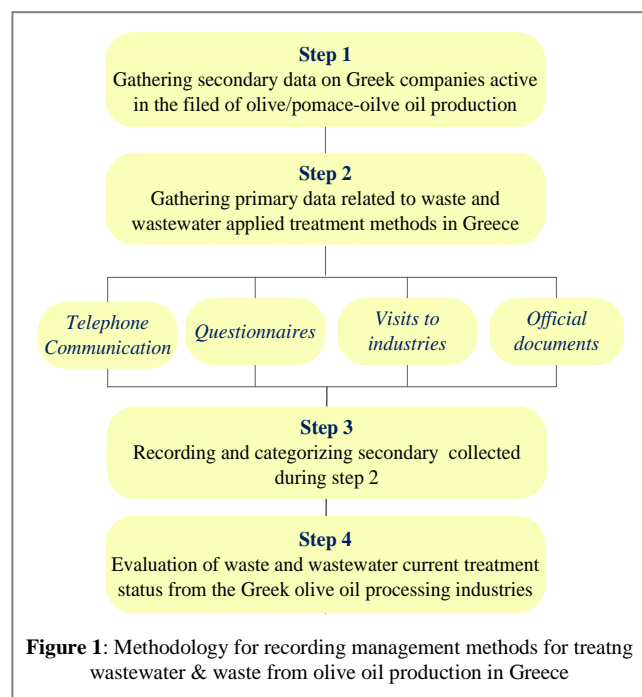 Step 1
Gathering secondary data on Greek companies active
in the filed of olive/pomace-oilve oil production
Step 2
Gathering primary data related to waste and
wastewater applied treatment methods in Greece
Telephone
Communication
Questionnaires
Visits to
industries
Official
documents
Step 3
Recording and categorizing secondary collected
during step 2
Step 4
Evaluation of waste and wastewater current treatment
status from the Greek olive oil processing industries
Figure 1: Methodology for recording management methods for treatng
wastewater & waste from olive oil production in Greece